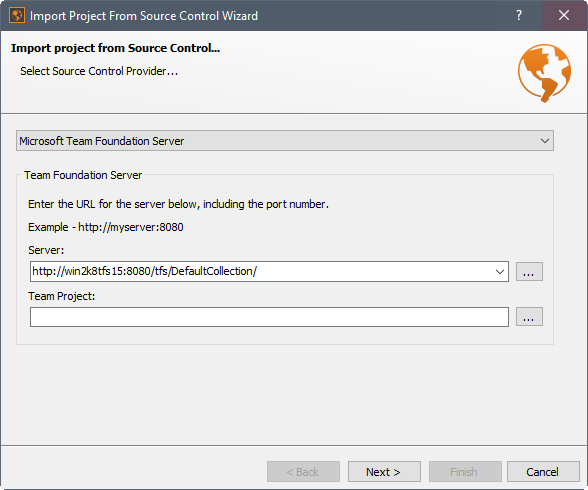 Import Project From Source Control Wizard
?
Import project from Source Control...
Select Source Control Provider...
Microsoft Team Foundation Server
Team Foundation Server
Enter the URL for the server below, including the port number.
Example - http://myserver:8080
Server:
http://win2k8tfs15:8080/tfs/DefaultCollection/
...
Team Project:
...
< Back
Next >
Finish
Cancel